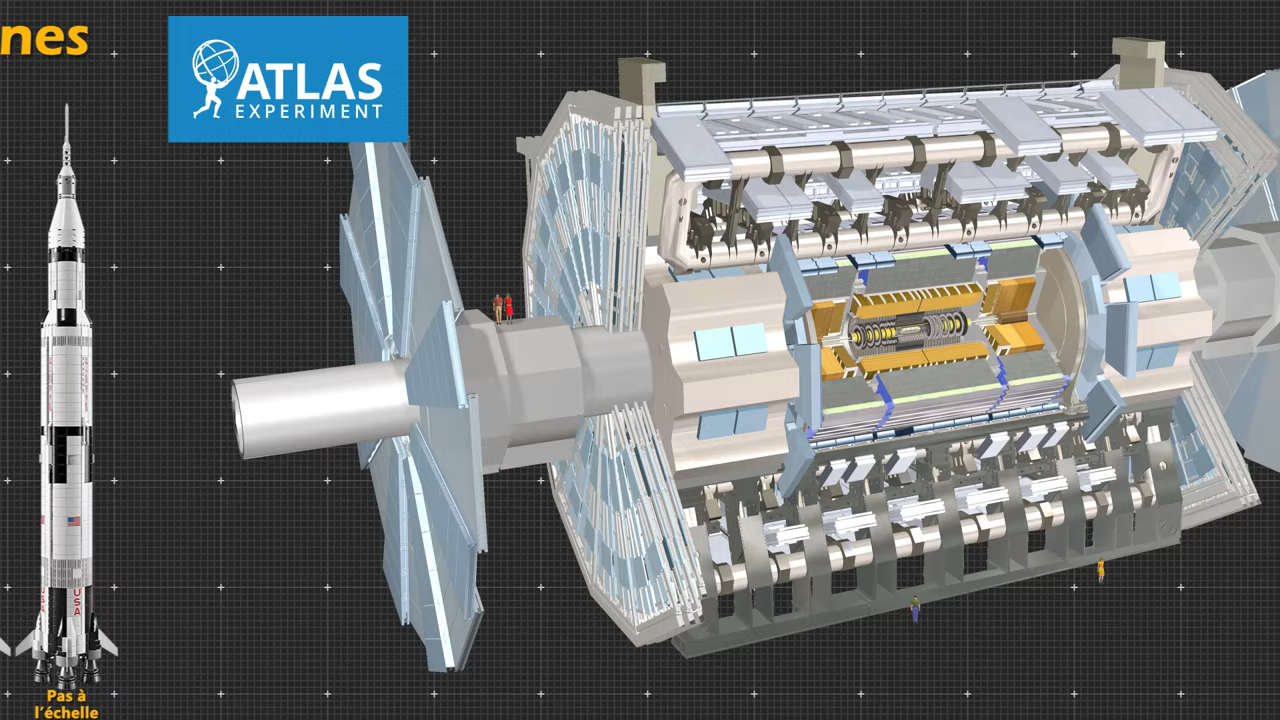 nes
ATLAS
EXPERIMENT
USA
Pas à
l'échelle